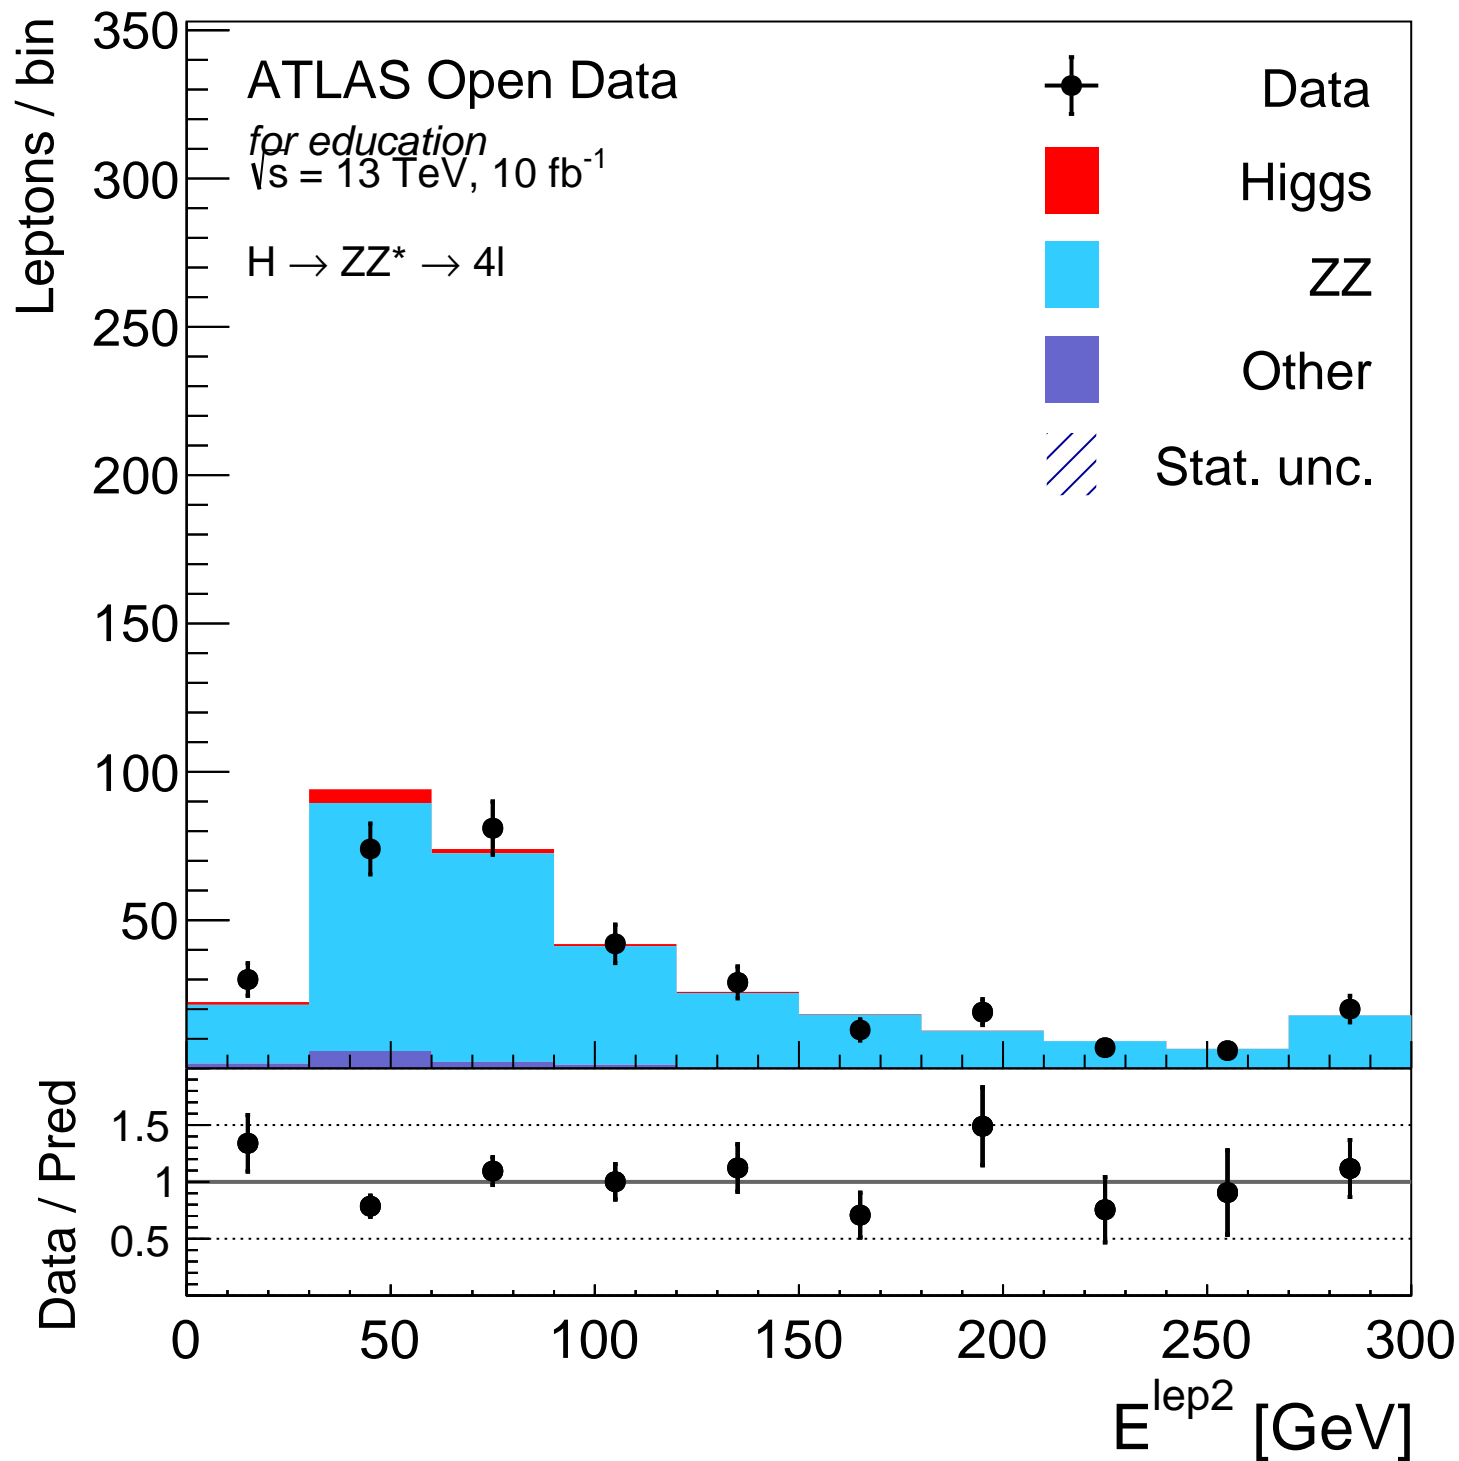 Leptons / bin
350
300
250
200
150
100
50
ATLAS Open Data
for education
√s = 13 TeV, 10 fb-1
H → ZZ* → 4l
Data
Higgs
ZZ
Other
Stat. unc.
Data / Pred
1.5
1
0.5
0 50 100 150 200 250 300
E^lep2 [GeV]